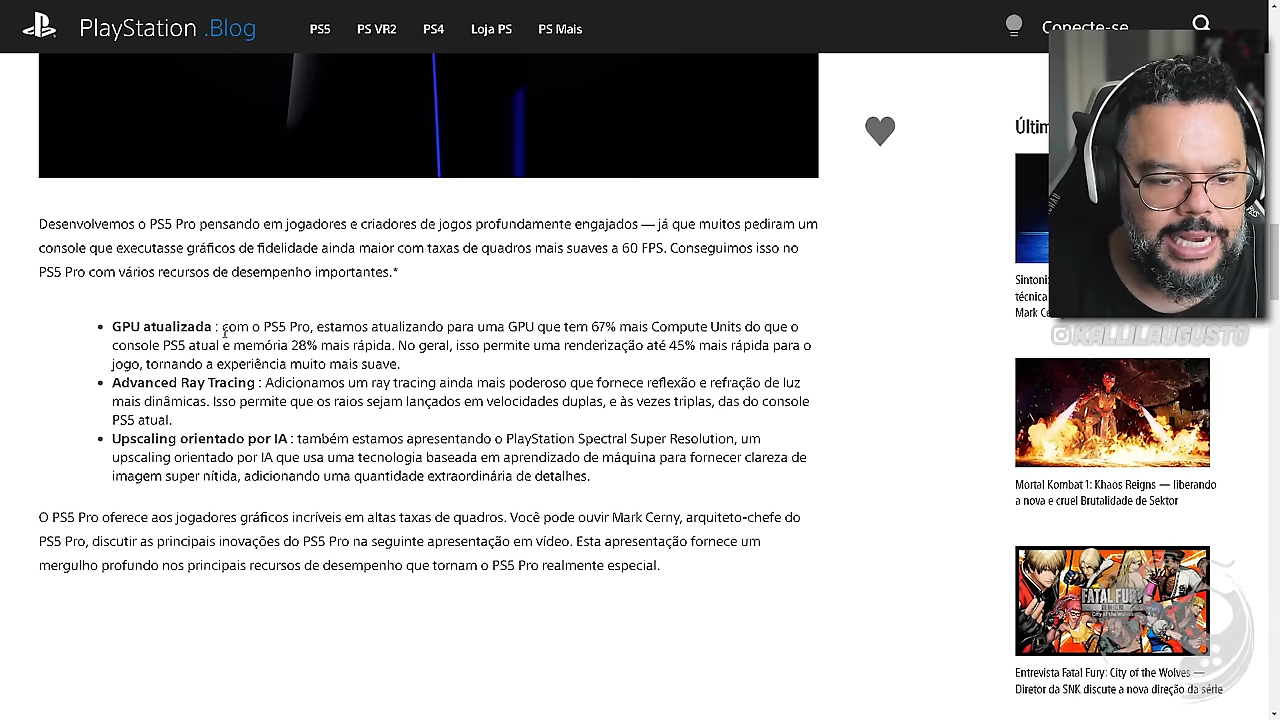 PlayStation .Blog
PS5
PS VR2
PS4
Loja PS
PS Mais
Conecte-se
Desenvolvemos o PS5 Pro pensando em jogadores e criadores de jogos profundamente engajados — já que muitos pediram um
console que executasse gráficos de fidelidade ainda maior com taxas de quadros mais suaves a 60 FPS. Conseguimos isso no
PS5 Pro com vários recursos de desempenho importantes.*
• GPU atualizada : com o PS5 Pro, estamos atualizando para uma GPU que tem 67% mais Compute Units do que o
console PS5 atual e memória 28% mais rápida. No geral, isso permite uma renderização até 45% mais rápida para o
jogo, tornando a experiência muito mais suave.
• Advanced Ray Tracing : Adicionamos um ray tracing ainda mais poderoso que fornece reflexão e refração de luz
mais dinâmicas. Isso permite que os raios sejam lançados em velocidades duplas, e às vezes triplas, das do console
PS5 atual.
• Upscaling orientado por IA : também estamos apresentando o PlayStation Spectral Super Resolution, um
upscaling orientado por IA que usa uma tecnologia baseada em aprendizado de máquina para fornecer clareza de
imagem super nítida, adicionando uma quantidade extraordinária de detalhes.
O PS5 Pro oferece aos jogadores gráficos incríveis em altas taxas de quadros. Você pode ouvir Mark Cerny, arquiteto-chefe do
PS5 Pro, discutir as principais inovações do PS5 Pro na seguinte apresentação em vídeo. Esta apresentação fornece um
mergulho profundo nos principais recursos de desempenho que tornam o PS5 Pro realmente especial.
técnica
Mark Cer
@KALLILAUGUSTO
Mortal Kombat 1: Khaos Reigns — liberando
a nova e cruel Brutalidade de Sektor
FATAL FURY
City of the Wolves
Entrevista Fatal Fury: City of the Wolves —
Diretor da SNK discute a nova direção da série